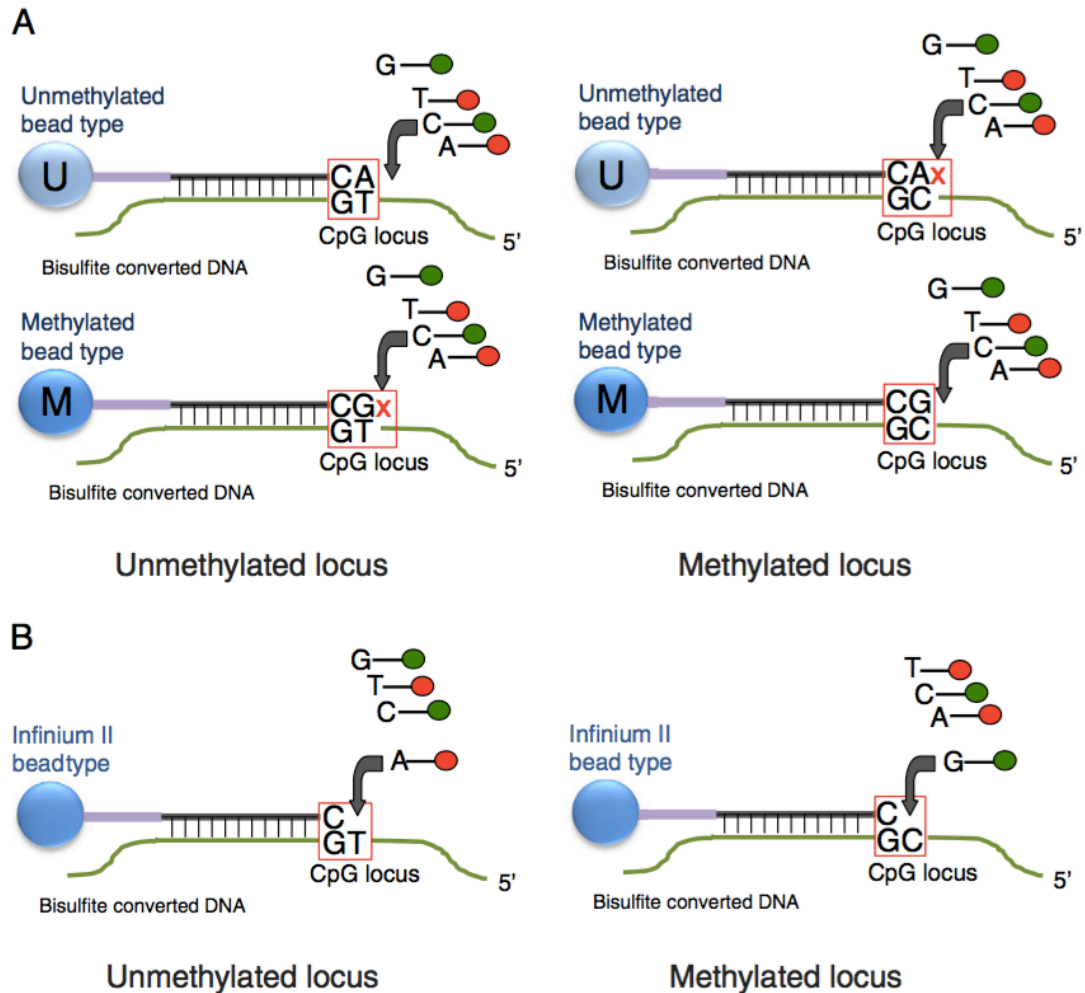 A
Unmethylated
bead type
U
G
T
C
A
CA
GT
CpG locus
5’
Bisulfite converted DNA
Unmethylated
bead type
U
G
T
C
A
CAx
GC
CpG locus
5’
Bisulfite converted DNA
Methylated
bead type
M
G
T
C
A
CGx
GT
CpG locus
5’
Bisulfite converted DNA
Methylated
bead type
M
G
T
C
A
CG
GC
CpG locus
5’
Bisulfite converted DNA
Unmethylated locus
Methylated locus
B
Infinium II
beadtype
G
T
C
A
C
GT
CpG locus
5’
Bisulfite converted DNA
Infinium II
bead type
T
C
A
G
C
GC
CpG locus
5’
Bisulfite converted DNA
Unmethylated locus
Methylated locus